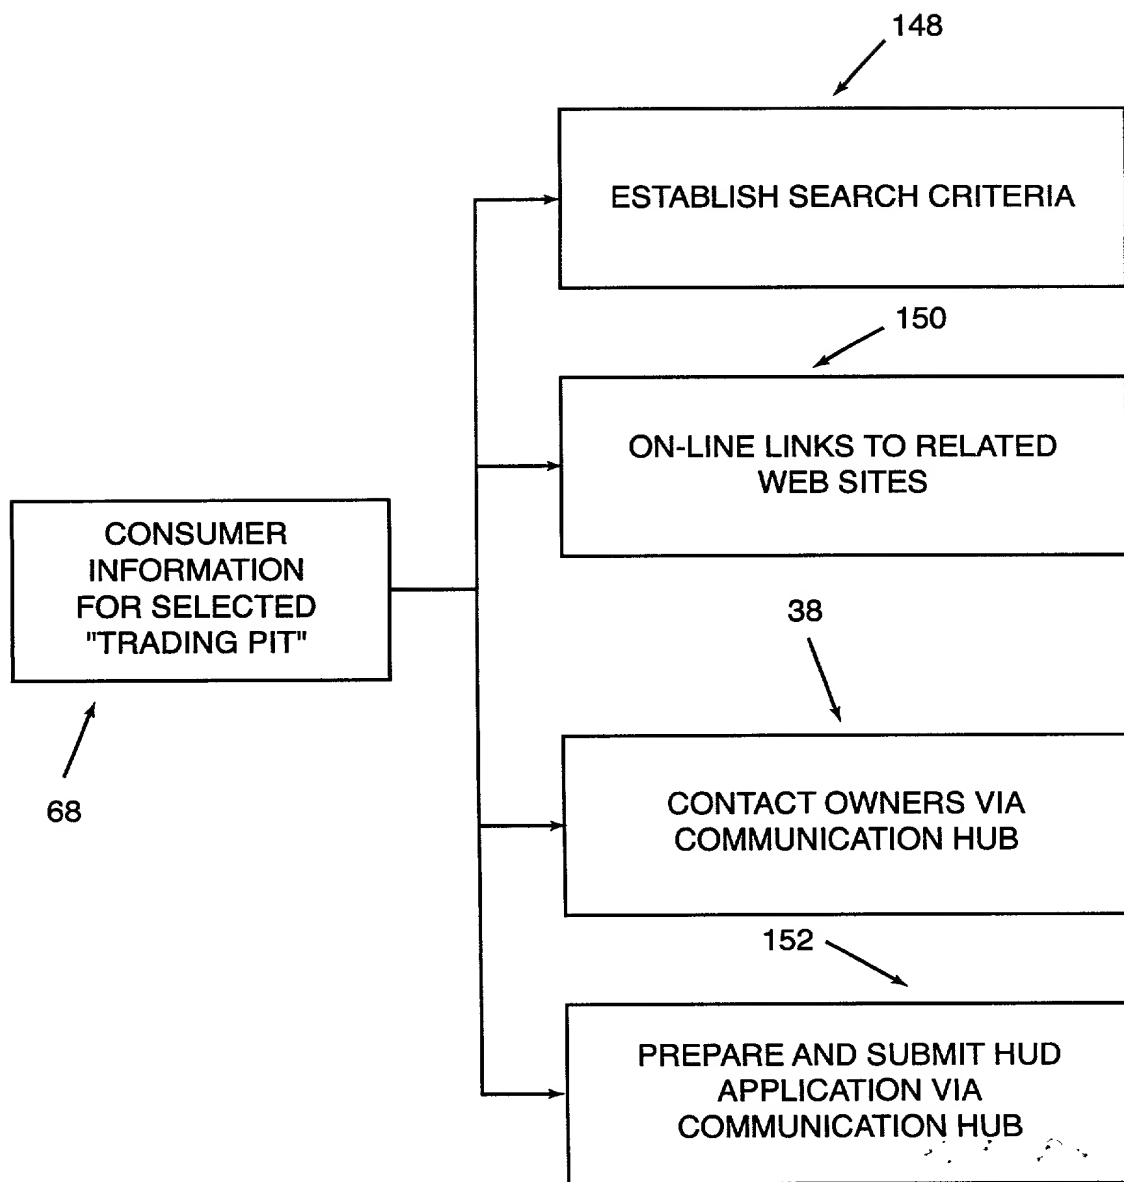 148
ESTABLISH SEARCH CRITERIA
150
ON-LINE LINKS TO RELATED
WEB SITES
CONSUMER
INFORMATION
FOR SELECTED
"TRADING PIT"
68
38
CONTACT OWNERS VIA
COMMUNICATION HUB
152
PREPARE AND SUBMIT HUD
APPLICATION VIA
COMMUNICATION HUB